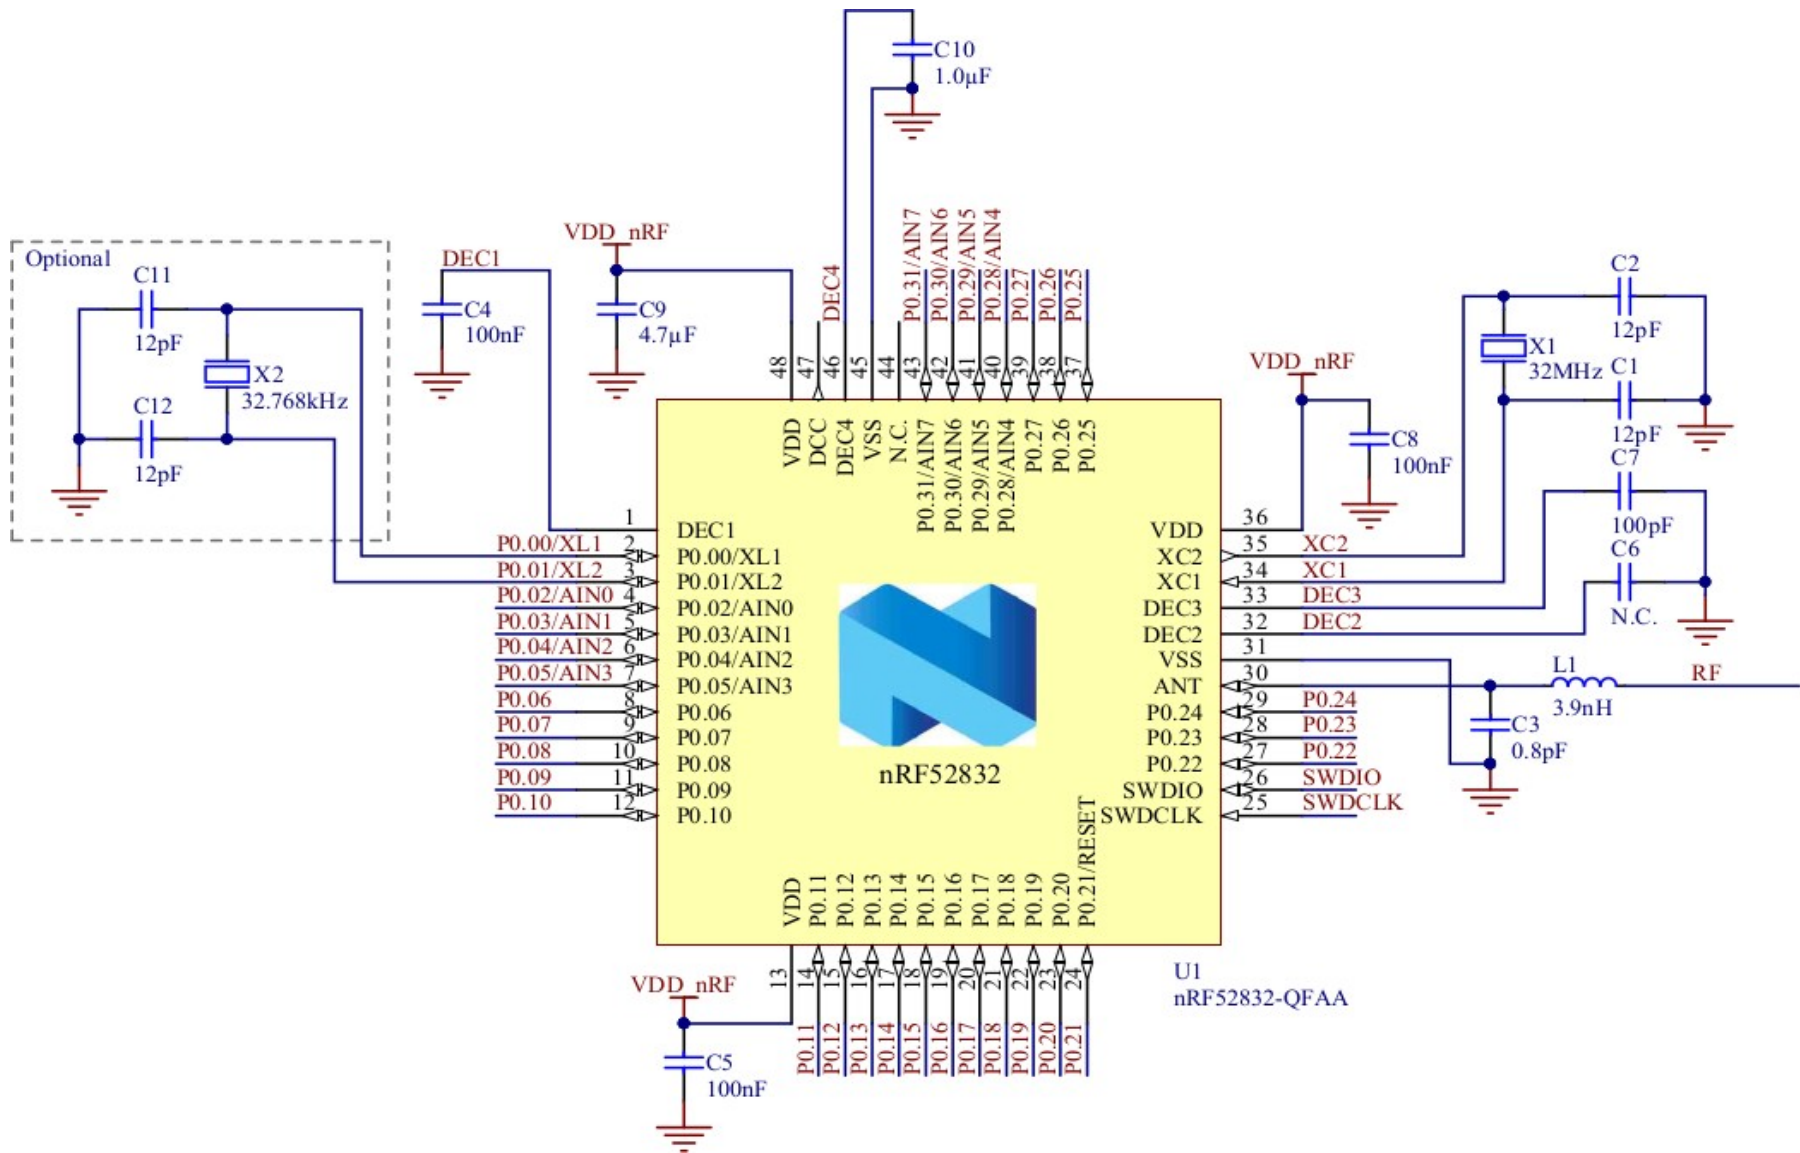 C10
1.0µF
Optional
C11
12pF
X2
32.768kHz
C12
12pF
DEC1
C4
100nF
VDD_nRF
C9
4.7µF
DEC4
P0.31/AIN7
P0.30/AIN6
P0.29/AIN5
P0.28/AIN4
P0.27
P0.26
P0.25
48
47
46
45
44
43
42
41
40
39
38
37
VDD
DCC
DEC4
VSS
N.C.
P0.31/AIN7
P0.30/AIN6
P0.29/AIN5
P0.28/AIN4
P0.27
P0.26
P0.25
VDD_nRF
C8
100nF
C2
12pF
X1
32MHz
C1
12pF
C7
100pF
C6
N.C.
1
DEC1
P0.00/XL1
2
P0.00/XL1
P0.01/XL2
3
P0.01/XL2
P0.02/AIN0
4
P0.02/AIN0
P0.03/AIN1
5
P0.03/AIN1
P0.04/AIN2
6
P0.04/AIN2
P0.05/AIN3
7
P0.05/AIN3
P0.06
8
P0.06
P0.07
9
P0.07
P0.08
10
P0.08
P0.09
11
P0.09
P0.10
12
P0.10
nRF52832
VDD
36
XC2
35
XC2
XC1
34
XC1
DEC3
33
DEC3
DEC2
32
DEC2
VSS
31
ANT
30
P0.24
29
P0.24
P0.23
28
P0.23
P0.22
27
P0.22
SWDIO
26
SWDIO
SWDCLK
25
SWDCLK
L1
3.9nH
RF
C3
0.8pF
VDD
P0.11
P0.12
P0.13
P0.14
P0.15
P0.16
P0.17
P0.18
P0.19
P0.20
P0.21/RESET
13
14
15
16
17
18
19
20
21
22
23
24
P0.11
P0.12
P0.13
P0.14
P0.15
P0.16
P0.17
P0.18
P0.19
P0.20
P0.21
VDD_nRF
C5
100nF
U1
nRF52832-QFAA